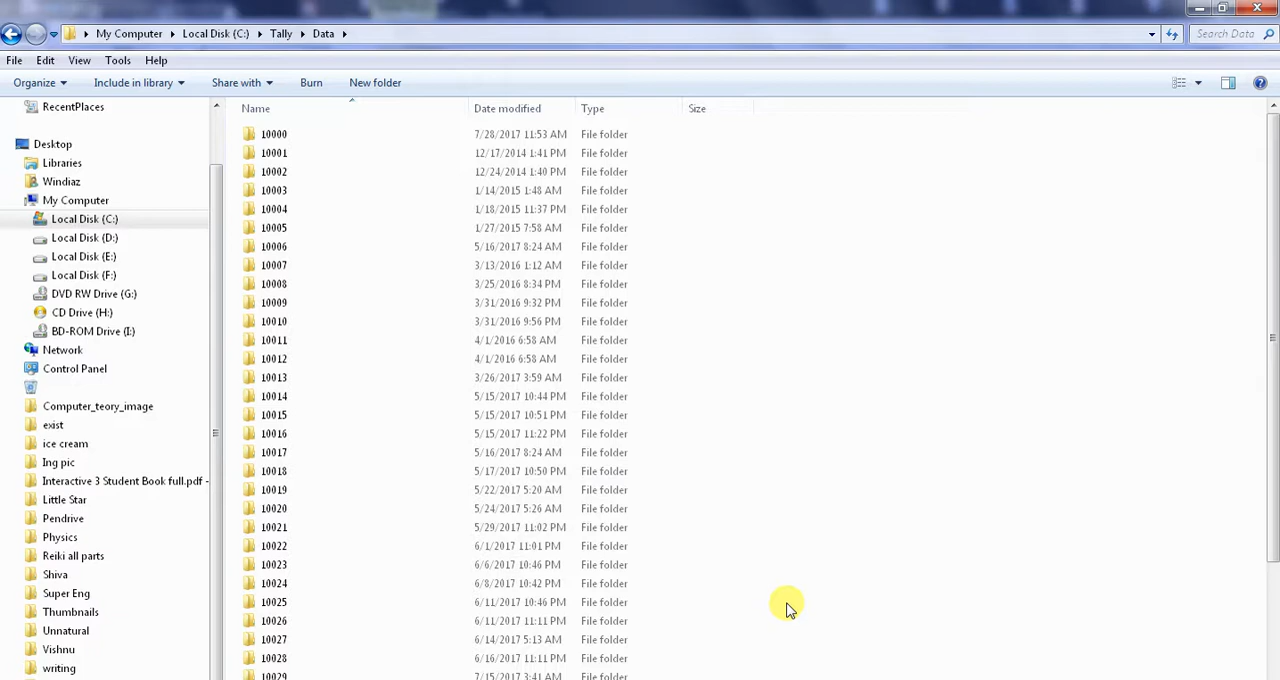 My Computer Local Disk (C:) Tally Data Search Data
File Edit View Tools Help
Organize Include in library Share with Burn New folder
RecentPlaces
Desktop
Libraries
Windiaz
My Computer
Local Disk (C:)
Local Disk (D:)
Local Disk (E:)
Local Disk (F:)
DVD RW Drive (G:)
CD Drive (H:)
BD-ROM Drive (I:)
Network
Control Panel
Computer_teory_image
exist
ice cream
Ing pic
Interactive 3 Student Book full.pdf -
Little Star
Pendrive
Physics
Reiki all parts
Shiva
Super Eng
Thumbnails
Unnatural
Vishnu
writing
Name Date modified Type Size
10000 7/28/2017 11:53 AM File folder
10001 12/17/2014 1:41 PM File folder
10002 12/24/2014 1:40 PM File folder
10003 1/14/2015 1:48 AM File folder
10004 1/18/2015 11:37 PM File folder
10005 1/27/2015 7:58 AM File folder
10006 5/16/2017 8:24 AM File folder
10007 3/13/2016 1:12 AM File folder
10008 3/25/2016 8:34 PM File folder
10009 3/31/2016 9:32 PM File folder
10010 3/31/2016 9:56 PM File folder
10011 4/1/2016 6:58 AM File folder
10012 4/1/2016 6:58 AM File folder
10013 3/26/2017 3:59 AM File folder
10014 5/15/2017 10:44 PM File folder
10015 5/15/2017 10:51 PM File folder
10016 5/15/2017 11:22 PM File folder
10017 5/16/2017 8:24 AM File folder
10018 5/17/2017 10:50 PM File folder
10019 5/22/2017 5:20 AM File folder
10020 5/24/2017 5:26 AM File folder
10021 5/29/2017 11:02 PM File folder
10022 6/1/2017 11:01 PM File folder
10023 6/6/2017 10:46 PM File folder
10024 6/8/2017 10:42 PM File folder
10025 6/11/2017 10:46 PM File folder
10026 6/11/2017 11:11 PM File folder
10027 6/14/2017 5:13 AM File folder
10028 6/16/2017 11:11 PM File folder
10029 7/15/2017 3:41 AM File folder